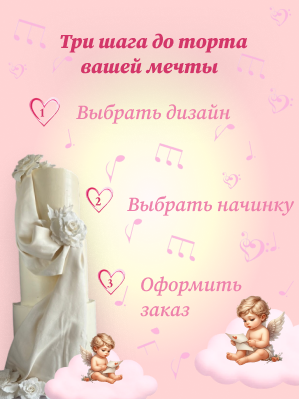 Три шага до торта
вашей мечты
1 Выбрать дизайн
2 Выбрать начинку
3 Оформить
заказ